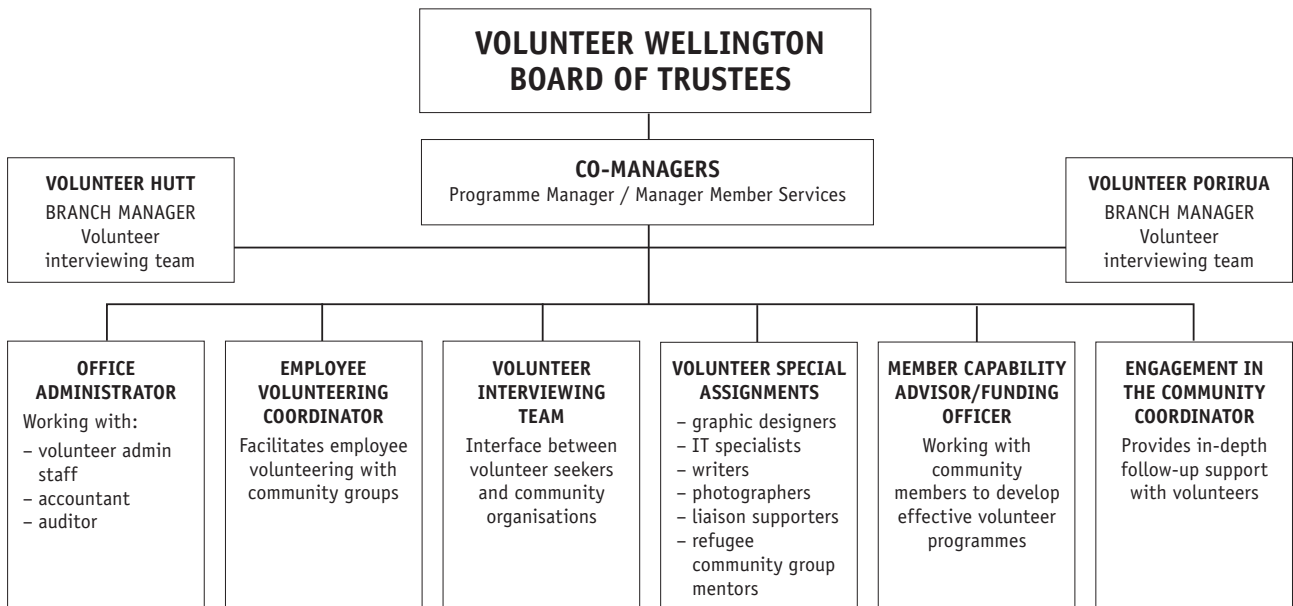 VOLUNTEER WELLINGTON
BOARD OF TRUSTEES
CO-MANAGERS
Programme Manager / Manager Member Services
VOLUNTEER HUTT
BRANCH MANAGER
Volunteer
interviewing team
VOLUNTEER PORIRUA
BRANCH MANAGER
Volunteer
interviewing team
OFFICE
ADMINISTRATOR
Working with:
– volunteer admin
staff
– accountant
– auditor
EMPLOYEE
VOLUNTEERING
COORDINATOR
Facilitates employee
volunteering with
community groups
VOLUNTEER
INTERVIEWING
TEAM
Interface between
volunteer seekers
and community
organisations
VOLUNTEER SPECIAL
ASSIGNMENTS
– graphic designers
– IT specialists
– writers
– photographers
– liaison supporters
– refugee
community group
mentors
MEMBER CAPABILITY
ADVISOR/FUNDING
OFFICER
Working with
community
members to develop
effective volunteer
programmes
ENGAGEMENT IN
THE COMMUNITY
COORDINATOR
Provides in-depth
follow-up support
with volunteers